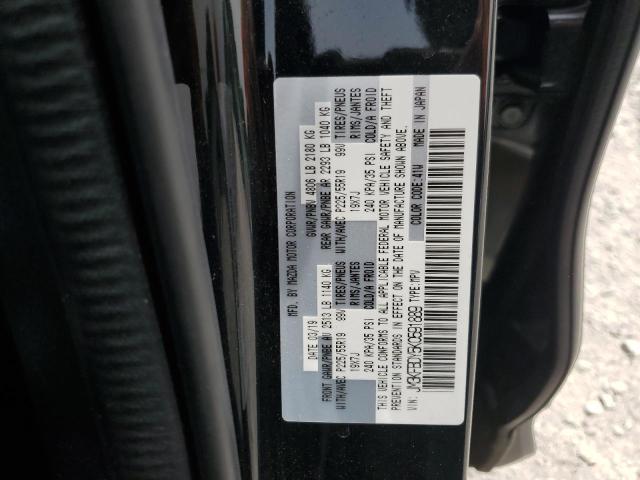 MFD. BY MAZDA MOTOR CORPORATION
DATE 03/19 GVWR/PNBV 4806 LB 2180 KG
FRONT GAWR/PNBE AV 2513 LB 1140 KG REAR GAWR/PNBE AR 2293 LB 1040 KG
WITH/AVEC P225/55R19 99V TIRES/PNEUS WITH/AVEC P225/55R19 99V TIRES/PNEUS
19X7J RIMS/JANTES 19X7J RIMS/JANTES
240 KPA/35 PSI COLD/A FROID 240 KPA/35 PSI COLD/A FROID
THIS VEHICLE CONFORMS TO ALL APPLICABLE FEDERAL MOTOR VEHICLE SAFETY AND THEFT
PREVENTION STANDARDS IN EFFECT ON THE DATE OF MANUFACTURE SHOWN ABOVE.
TYPE:MPV COLOR CODE:41W MADE IN JAPAN
VIN: